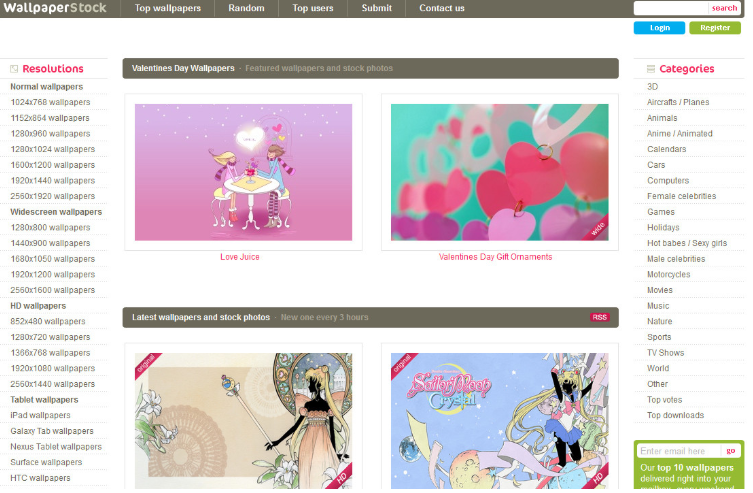 WallpaperStock
Top wallpapers
Random
Top users
Submit
Contact us
search
Login
Register
Resolutions
Normal wallpapers
1024x768 wallpapers
1152x864 wallpapers
1280x960 wallpapers
1280x1024 wallpapers
1600x1200 wallpapers
1920x1440 wallpapers
2560x1920 wallpapers
Widescreen wallpapers
1280x800 wallpapers
1440x900 wallpapers
1680x1050 wallpapers
1920x1200 wallpapers
2560x1600 wallpapers
HD wallpapers
852x480 wallpapers
1280x720 wallpapers
1366x768 wallpapers
1920x1080 wallpapers
2560x1440 wallpapers
Tablet wallpapers
iPad wallpapers
Galaxy Tab wallpapers
Nexus Tablet wallpapers
Surface wallpapers
HTC wallpapers
Valentines Day Wallpapers - Featured wallpapers and stock photos
wide
Love Juice
Valentines Day Gift Ornaments
Latest wallpapers and stock photos - New one every 3 hours
RSS
original
HD
original
Sailor Moon
Crystal
HD
Categories
3D
Aircrafts / Planes
Animals
Anime / Animated
Calendars
Cars
Computers
Female celebrities
Games
Holidays
Hot babes / Sexy girls
Male celebrities
Motorcycles
Movies
Music
Nature
Sports
TV Shows
World
Other
Top votes
Top downloads
Enter email here
go
Our top 10 wallpapers
delivered right into your